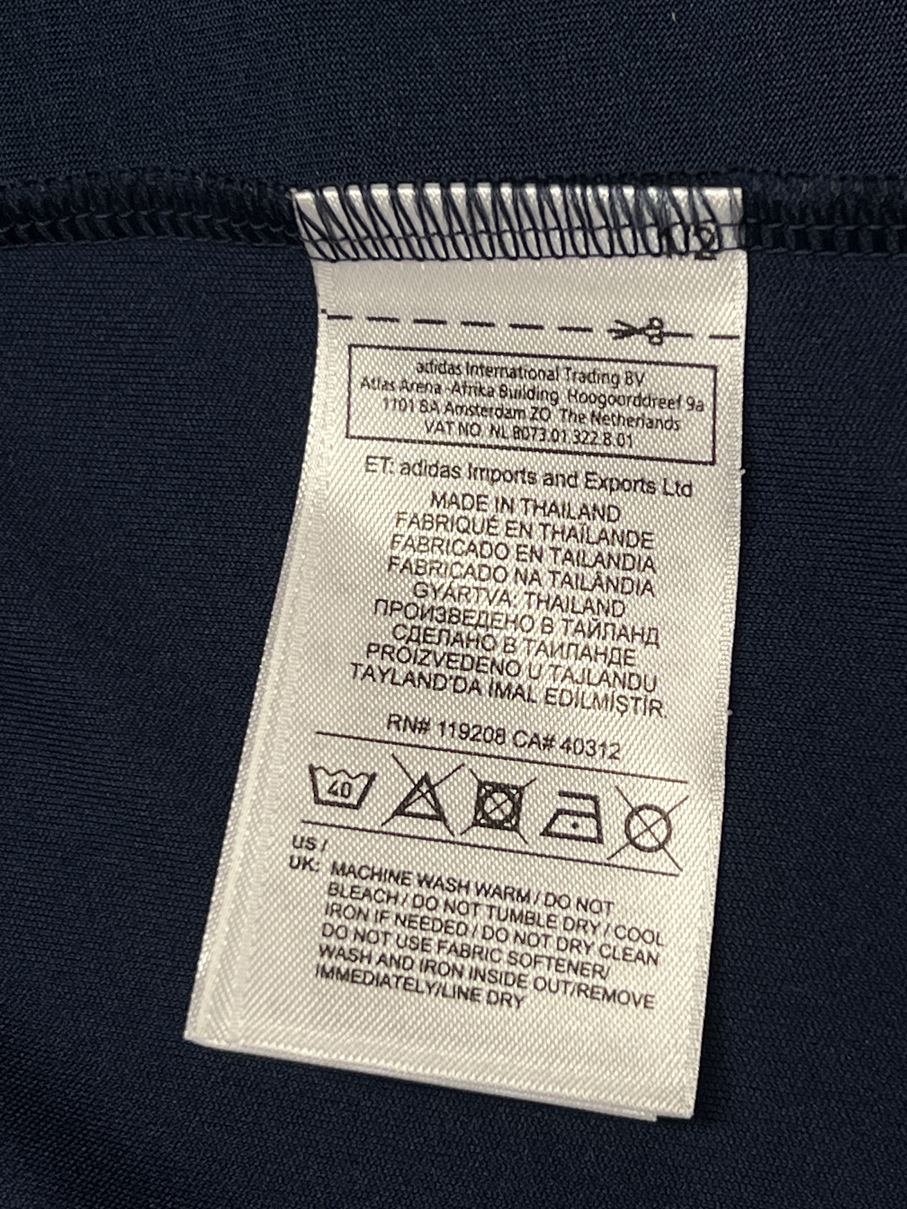 1/2
adidas International Trading BV
Atlas Arena -Afrika Building, Hoogoorddreef 9a
1101 BA Amsterdam ZO The Netherlands
VAT NO. NL 8073.01.322.B.01
ET: adidas Imports and Exports Ltd
MADE IN THAILAND
FABRIQUÉ EN THAÏLANDE
FABRICADO EN TAILANDIA
FABRICADO NA TAILÂNDIA
GYÁRTVA: THAILAND
ПРОИЗВЕДЕНО В ТАЙЛАНД
СДЕЛАНО В ТАИЛАНДЕ
PROIZVEDENO U TAJLANDU
TAYLAND'DA İMAL EDİLMİŞTİR.
RN# 119208 CA# 40312
40
US /
UK: MACHINE WASH WARM / DO NOT
BLEACH / DO NOT TUMBLE DRY / COOL
IRON IF NEEDED / DO NOT DRY CLEAN
DO NOT USE FABRIC SOFTENER/
WASH AND IRON INSIDE OUT/REMOVE
IMMEDIATELY/LINE DRY